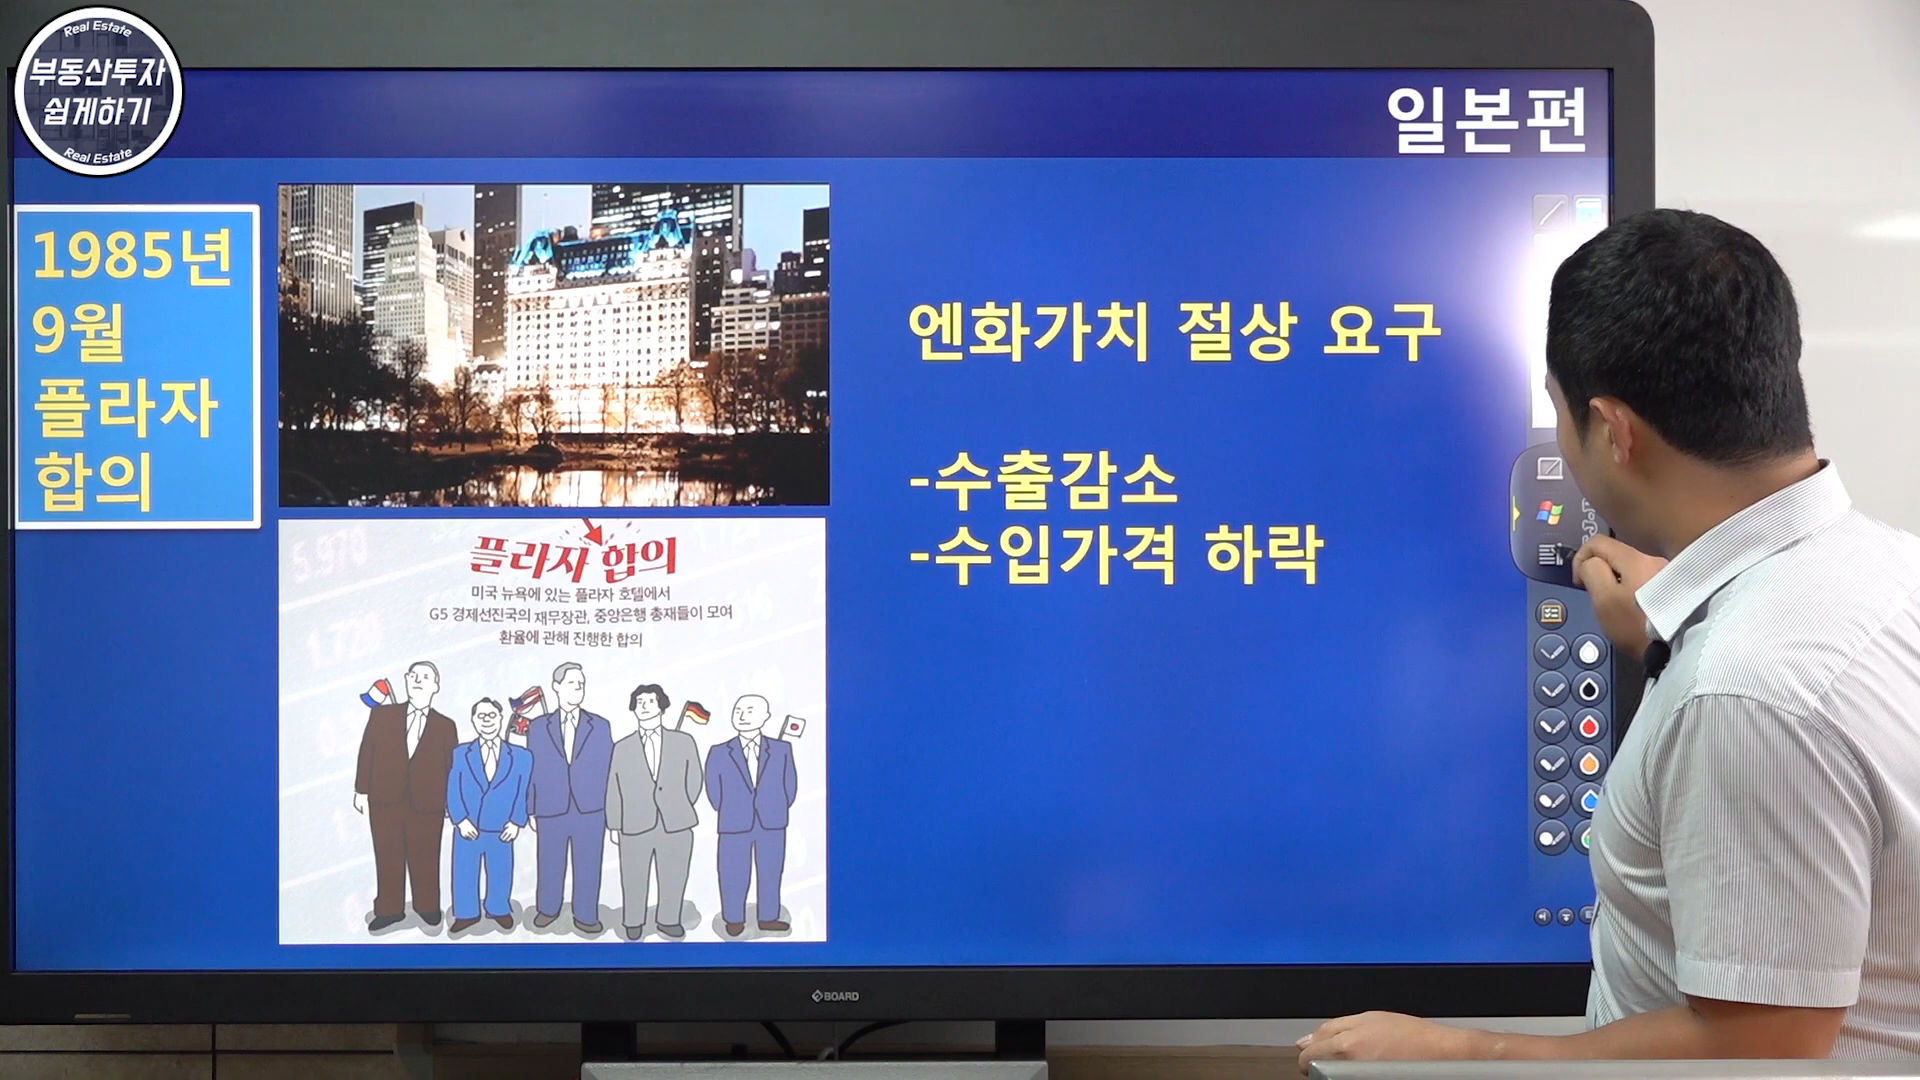 Real Estate
부동산투자
쉽게하기
Real Estate
일본편
1985년
9월
플라자
합의
엔화가치 절상 요구
-수출감소
-수입가격 하락
플라자 합의
미국 뉴욕에 있는 플라자 호텔에서
G5 경제선진국의 재무장관, 중앙은행 총재들이 모여
환율에 관해 진행한 합의
5.970
BOARD